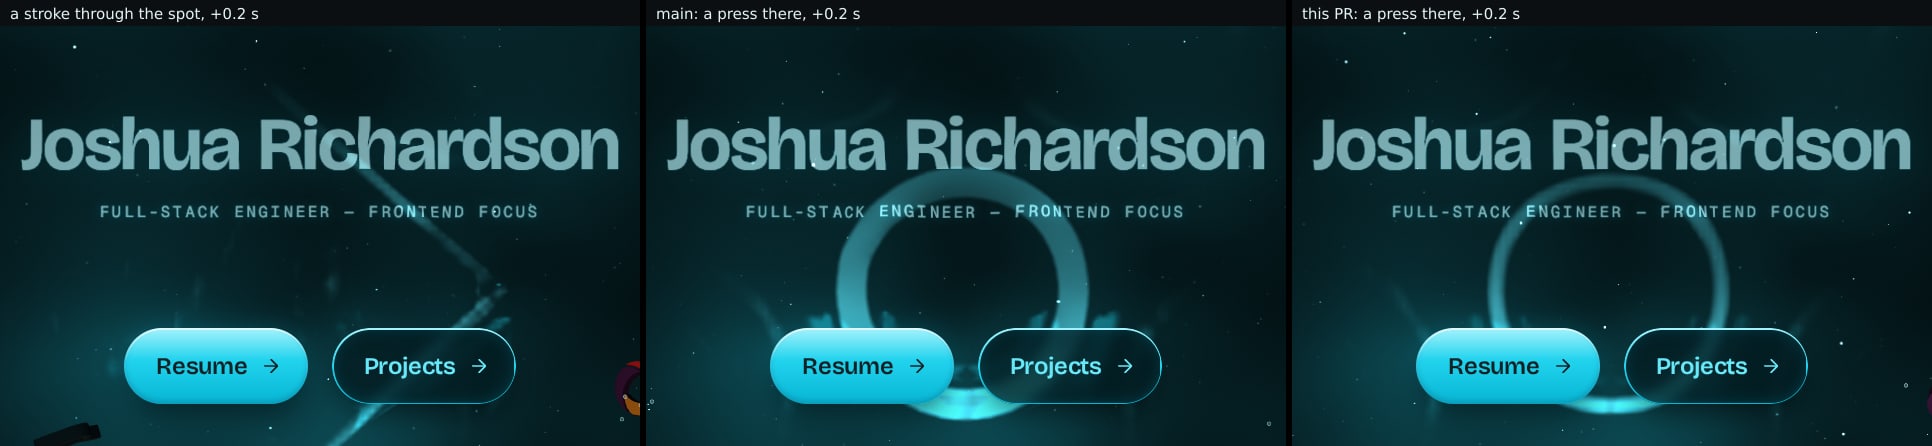 a stroke through the spot, +0.2 s
Joshua Richardson
FULL-STACK ENGINEER — FRONTEND FOCUS
Resume → Projects →
main: a press there, +0.2 s
Joshua Richardson
FULL-STACK ENGINEER — FRONTEND FOCUS
Resume → Projects →
this PR: a press there, +0.2 s
Joshua Richardson
FULL-STACK ENGINEER — FRONTEND FOCUS
Resume → Projects →